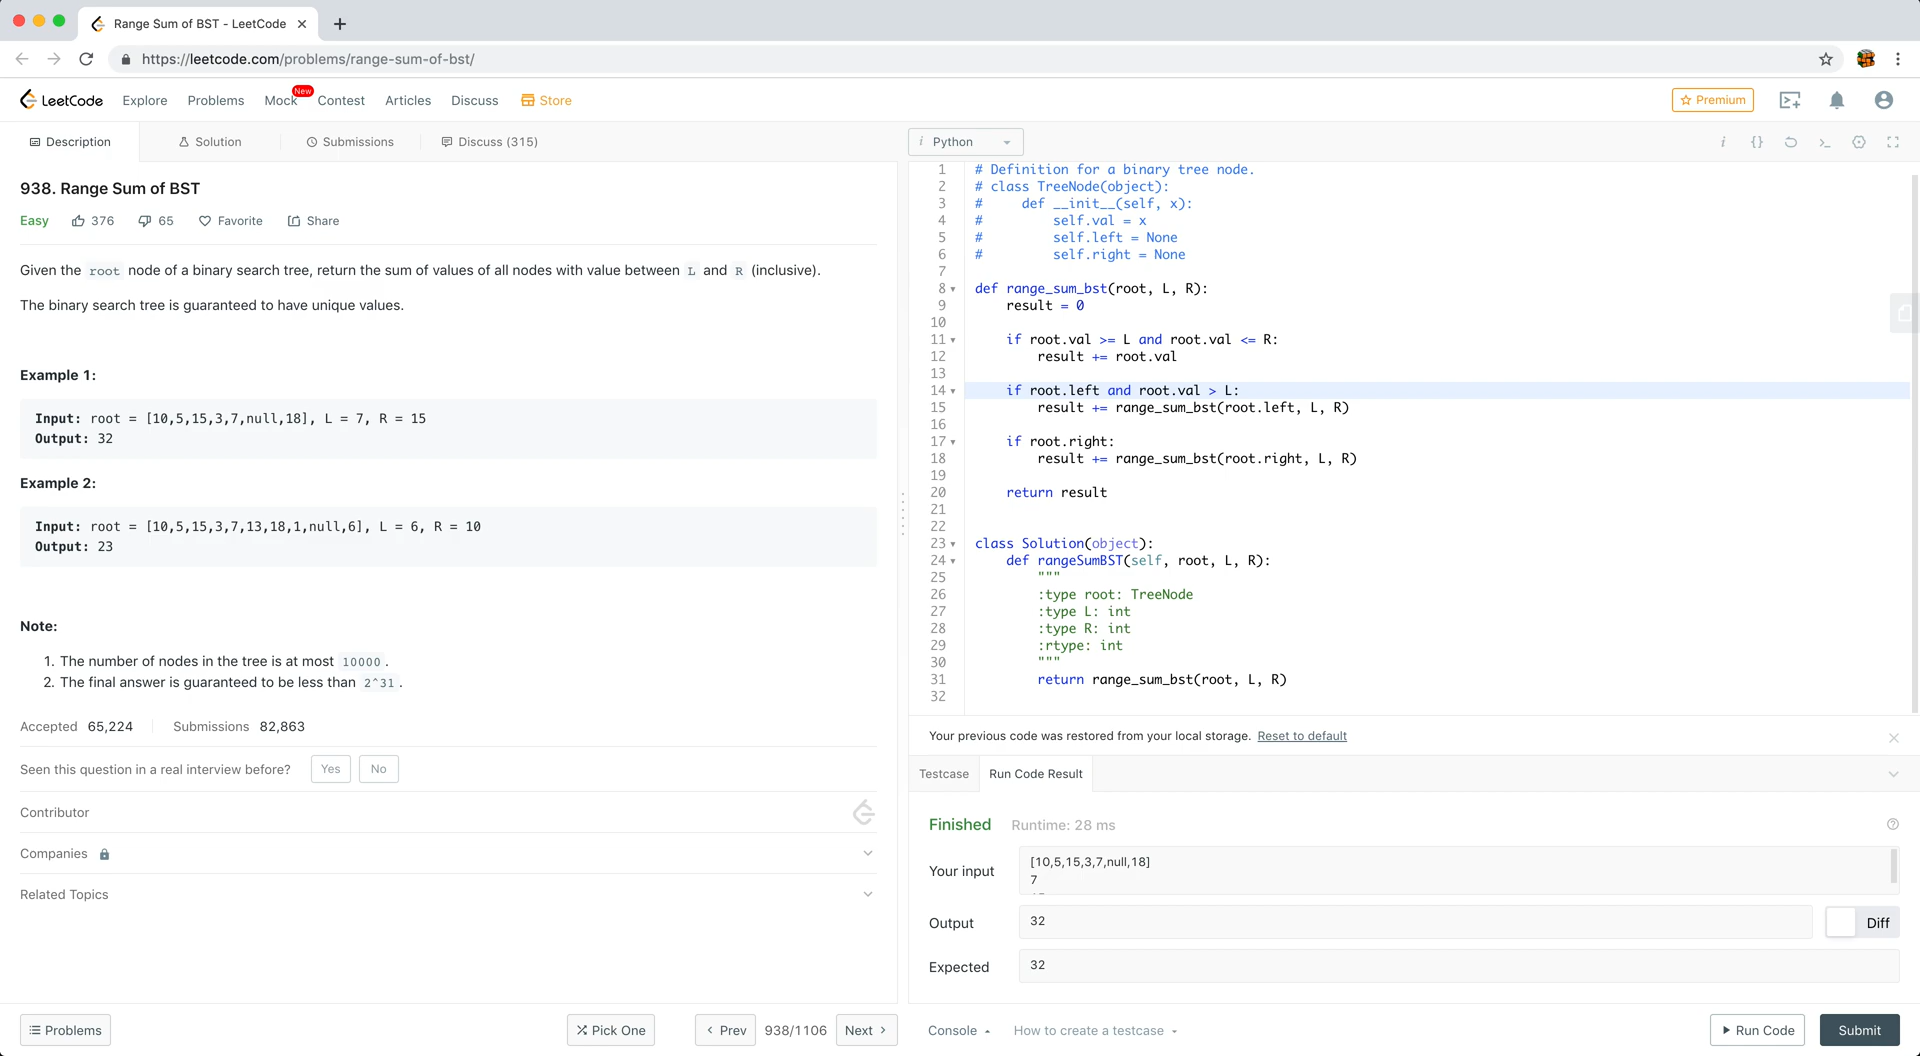 Range Sum of BST - LeetCode
https://leetcode.com/problems/range-sum-of-bst/
LeetCode Explore Problems Mock New Contest Articles Discuss Store Premium
Description Solution Submissions Discuss (315)
938. Range Sum of BST
Easy 376 65 Favorite Share
Given the root node of a binary search tree, return the sum of values of all nodes with value between L and R (inclusive).
The binary search tree is guaranteed to have unique values.
Example 1:
Input: root = [10,5,15,3,7,null,18], L = 7, R = 15
Output: 32
Example 2:
Input: root = [10,5,15,3,7,13,18,1,null,6], L = 6, R = 10
Output: 23
Note:
1. The number of nodes in the tree is at most 10000.
2. The final answer is guaranteed to be less than 2^31.
Accepted 65,224 Submissions 82,863
Seen this question in a real interview before? Yes No
Contributor
Companies
Related Topics
Problems Pick One Prev 938/1106 Next
i Python i {}
1 # Definition for a binary tree node.
2 # class TreeNode(object):
3 #     def __init__(self, x):
4 #         self.val = x
5 #         self.left = None
6 #         self.right = None
7
8 def range_sum_bst(root, L, R):
9     result = 0
10
11     if root.val >= L and root.val <= R:
12         result += root.val
13
14     if root.left and root.val > L:
15         result += range_sum_bst(root.left, L, R)
16
17     if root.right:
18         result += range_sum_bst(root.right, L, R)
19
20     return result
21
22
23 class Solution(object):
24     def rangeSumBST(self, root, L, R):
25         """
26         :type root: TreeNode
27         :type L: int
28         :type R: int
29         :rtype: int
30         """
31         return range_sum_bst(root, L, R)
32
Your previous code was restored from your local storage. Reset to default
Testcase Run Code Result
Finished Runtime: 28 ms
Your input
[10,5,15,3,7,null,18]
7
Output 32 Diff
Expected 32
Console How to create a testcase Run Code Submit